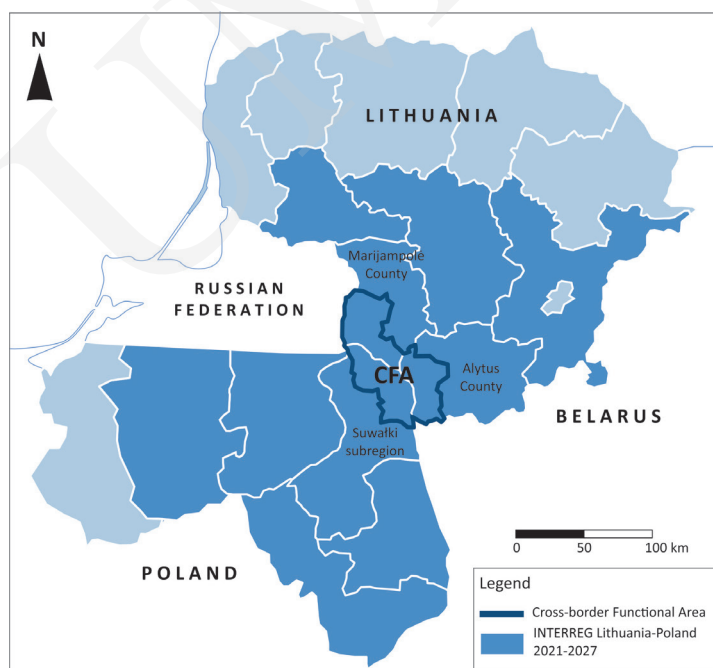 N
LITHUANIA
Marijampolė
County
RUSSIAN
FEDERATION
CFA
Alytus
County
BELARUS
Suwałki
subregion
0 50 100 km
POLAND
Legend
Cross-border Functional Area
INTERREG Lithuania-Poland
2021-2027